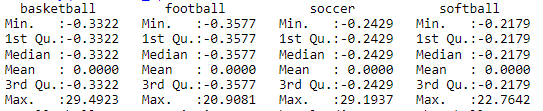 basketball football soccer softball
Min. :-0.3322 Min. :-0.3577 Min. :-0.2429 Min. :-0.2179
1st Qu.:-0.3322 1st Qu.:-0.3577 1st Qu.:-0.2429 1st Qu.:-0.2179
Median :-0.3322 Median :-0.3577 Median :-0.2429 Median :-0.2179
Mean : 0.0000 Mean : 0.0000 Mean : 0.0000 Mean : 0.0000
3rd Qu.:-0.3322 3rd Qu.:-0.3577 3rd Qu.:-0.2429 3rd Qu.:-0.2179
Max. :29.4923 Max. :20.9081 Max. :29.1937 Max. :22.7642